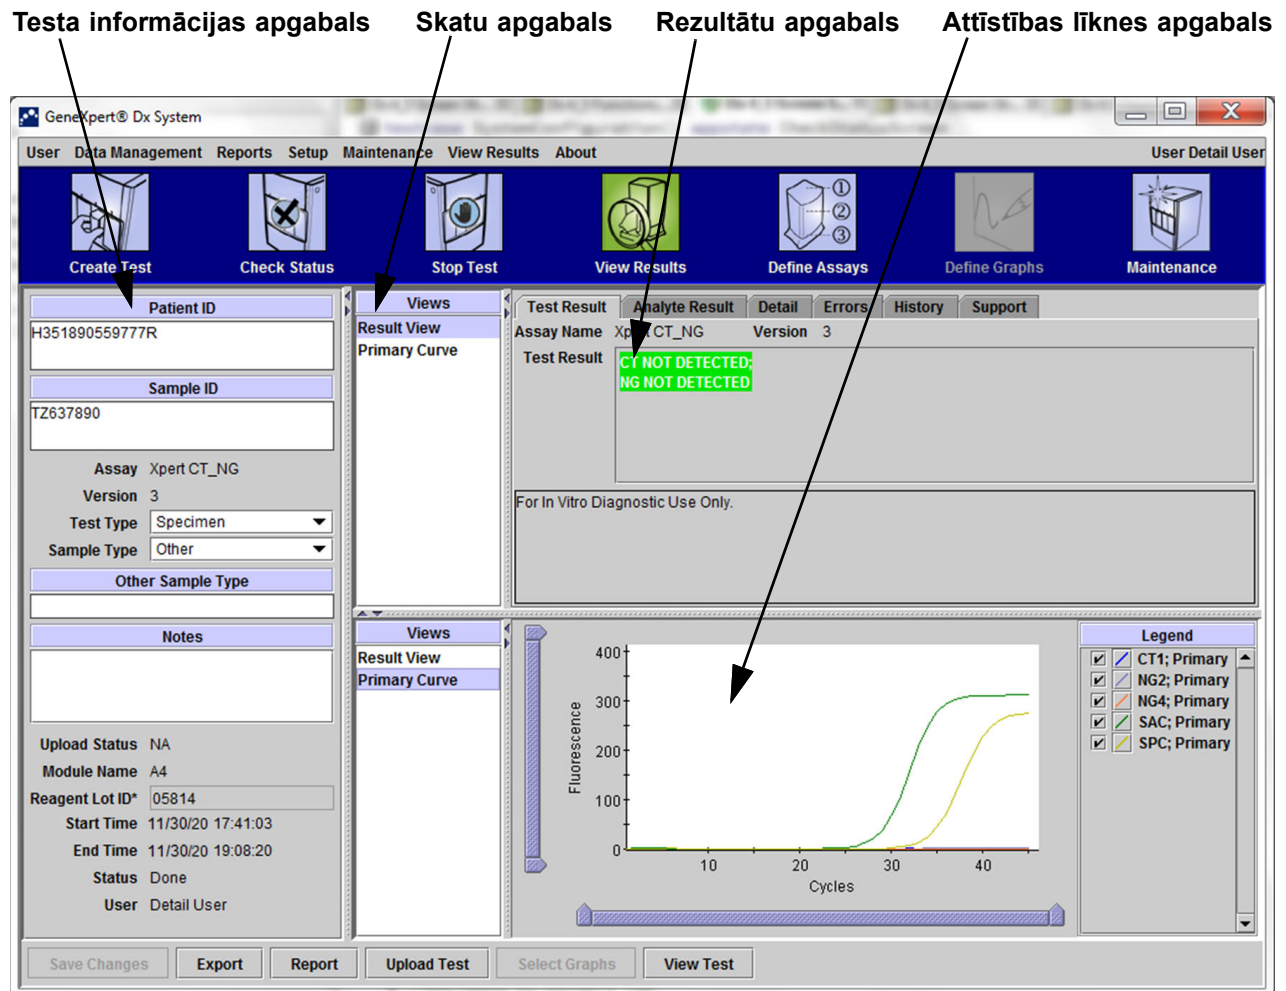 Testa informācijas apgabals Skatu apgabals Rezultātu apgabals Attīstības līknes apgabals
GeneXpert® Dx System
User Data Management Reports Setup Maintenance View Results About User Detail User
Create Test Check Status Stop Test View Results Define Assays Define Graphs Maintenance
Patient ID
H351890559777R
Sample ID
TZ637890
Assay Xpert CT_NG
Version 3
Test Type Specimen
Sample Type Other
Other Sample Type
Notes
Upload Status NA
Module Name A4
Reagent Lot ID* 05814
Start Time 11/30/20 17:41:03
End Time 11/30/20 19:08:20
Status Done
User Detail User
Views
Result View
Primary Curve
Test Result Analyte Result Detail Errors History Support
Assay Name Xpert CT_NG Version 3
Test Result CT NOT DETECTED;
NG NOT DETECTED
For In Vitro Diagnostic Use Only.
Views
Result View
Primary Curve
400
300
200
100
0
Fluorescence
10 20 30 40
Cycles
Legend
CT1; Primary
NG2; Primary
NG4; Primary
SAC; Primary
SPC; Primary
Save Changes Export Report Upload Test Select Graphs View Test